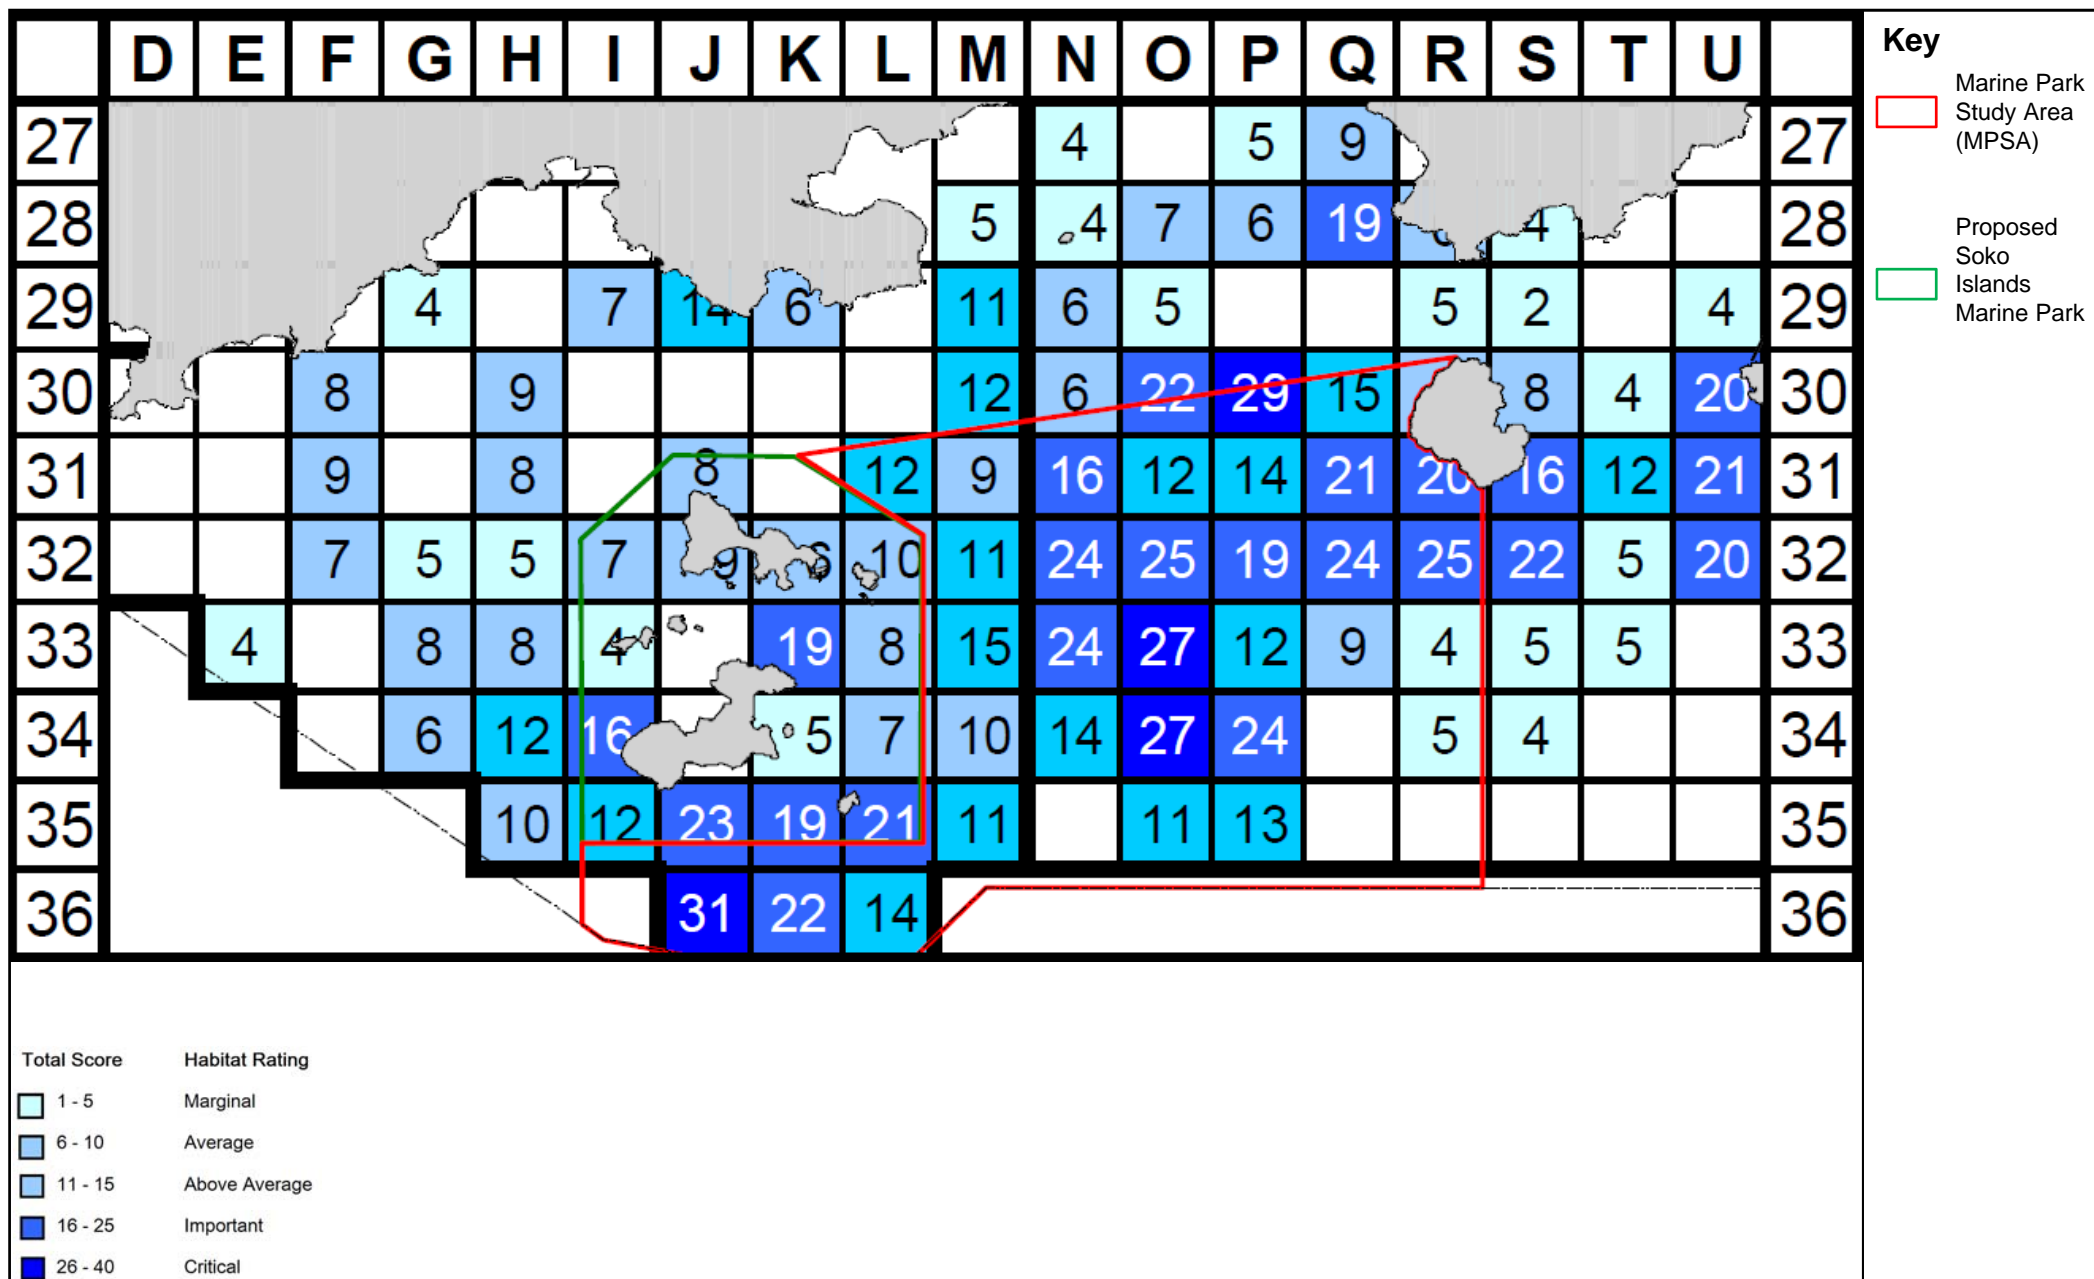 D E F G H I J K L M N O P Q R S T U
27 4 5 9 27
28 5 4 7 6 19 4 28
29 4 7 14 6 11 6 5 5 2 4 29
30 8 9 12 6 22 29 15 8 4 20 30
31 9 8 8 12 9 16 12 14 21 20 16 12 21 31
32 7 5 5 7 9 6 10 11 24 25 19 24 25 22 5 20 32
33 4 8 8 4 19 8 15 24 27 12 9 4 5 5 33
34 6 12 16 5 7 10 14 27 24 5 4 34
35 10 12 23 19 21 11 11 13 35
36 31 22 14 36
Key
Marine Park
Study Area
(MPSA)
Proposed
Soko
Islands
Marine Park
Total Score Habitat Rating
1 - 5 Marginal
6 - 10 Average
11 - 15 Above Average
16 - 25 Important
26 - 40 Critical